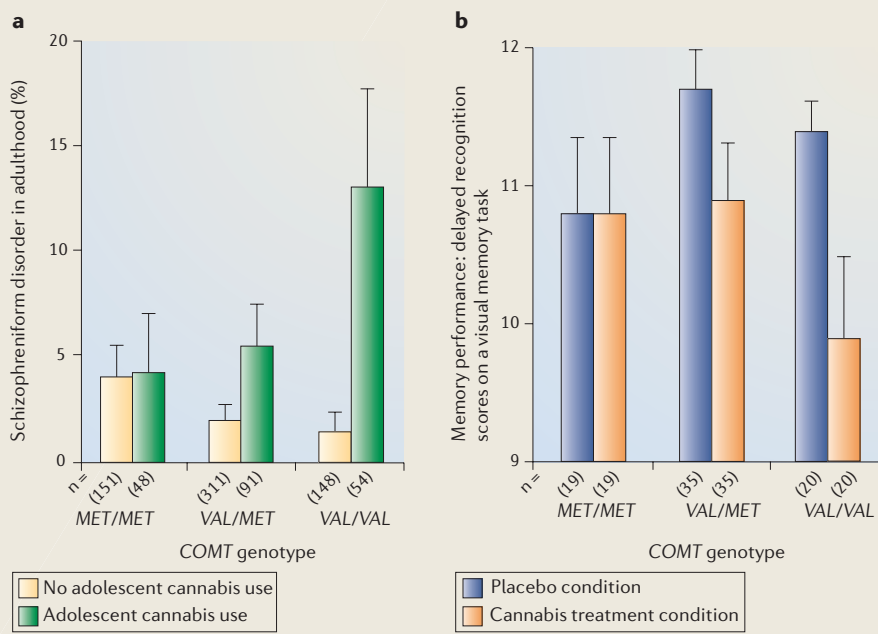 a
Schizophreniform disorder in adulthood (%)
20
15
10
5
0
n = (151) (48) (311) (91) (148) (54)
MET/MET VAL/MET VAL/VAL
COMT genotype
No adolescent cannabis use
Adolescent cannabis use
b
Memory performance: delayed recognition
scores on a visual memory task
12
11
10
9
n = (19) (19) (35) (35) (20) (20)
MET/MET VAL/MET VAL/VAL
COMT genotype
Placebo condition
Cannabis treatment condition